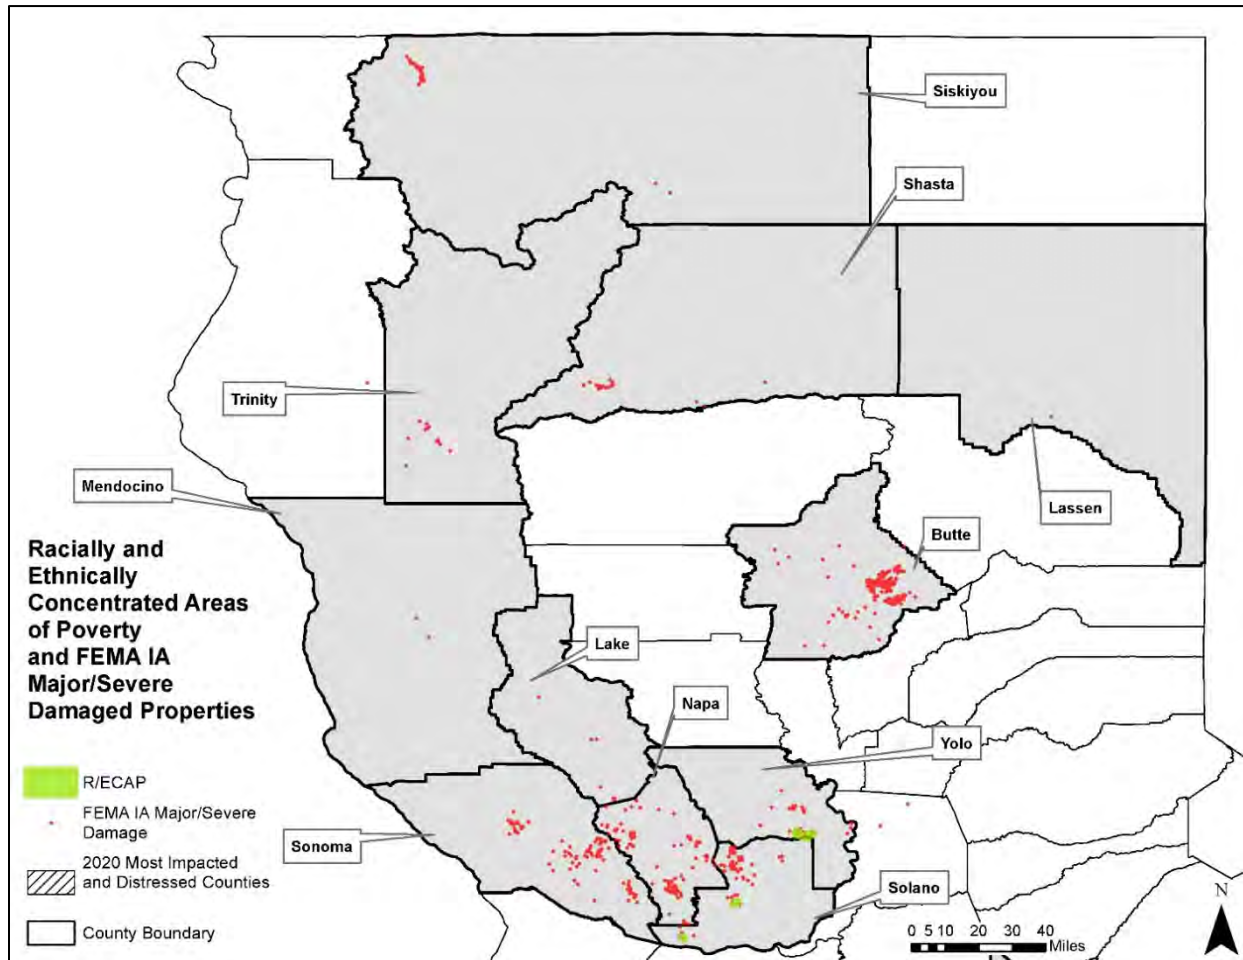 Siskiyou
Shasta
Trinity
Mendocino
Lassen
Butte
Racially and
Ethnically
Concentrated Areas
of Poverty
and FEMA IA
Major/Severe
Damaged Properties
Lake
Napa
Yolo
R/ECAP
FEMA IA Major/Severe
Damage
Sonoma
2020 Most Impacted
and Distressed Counties
Solano
County Boundary
N
0 5 10 20 30 40
Miles